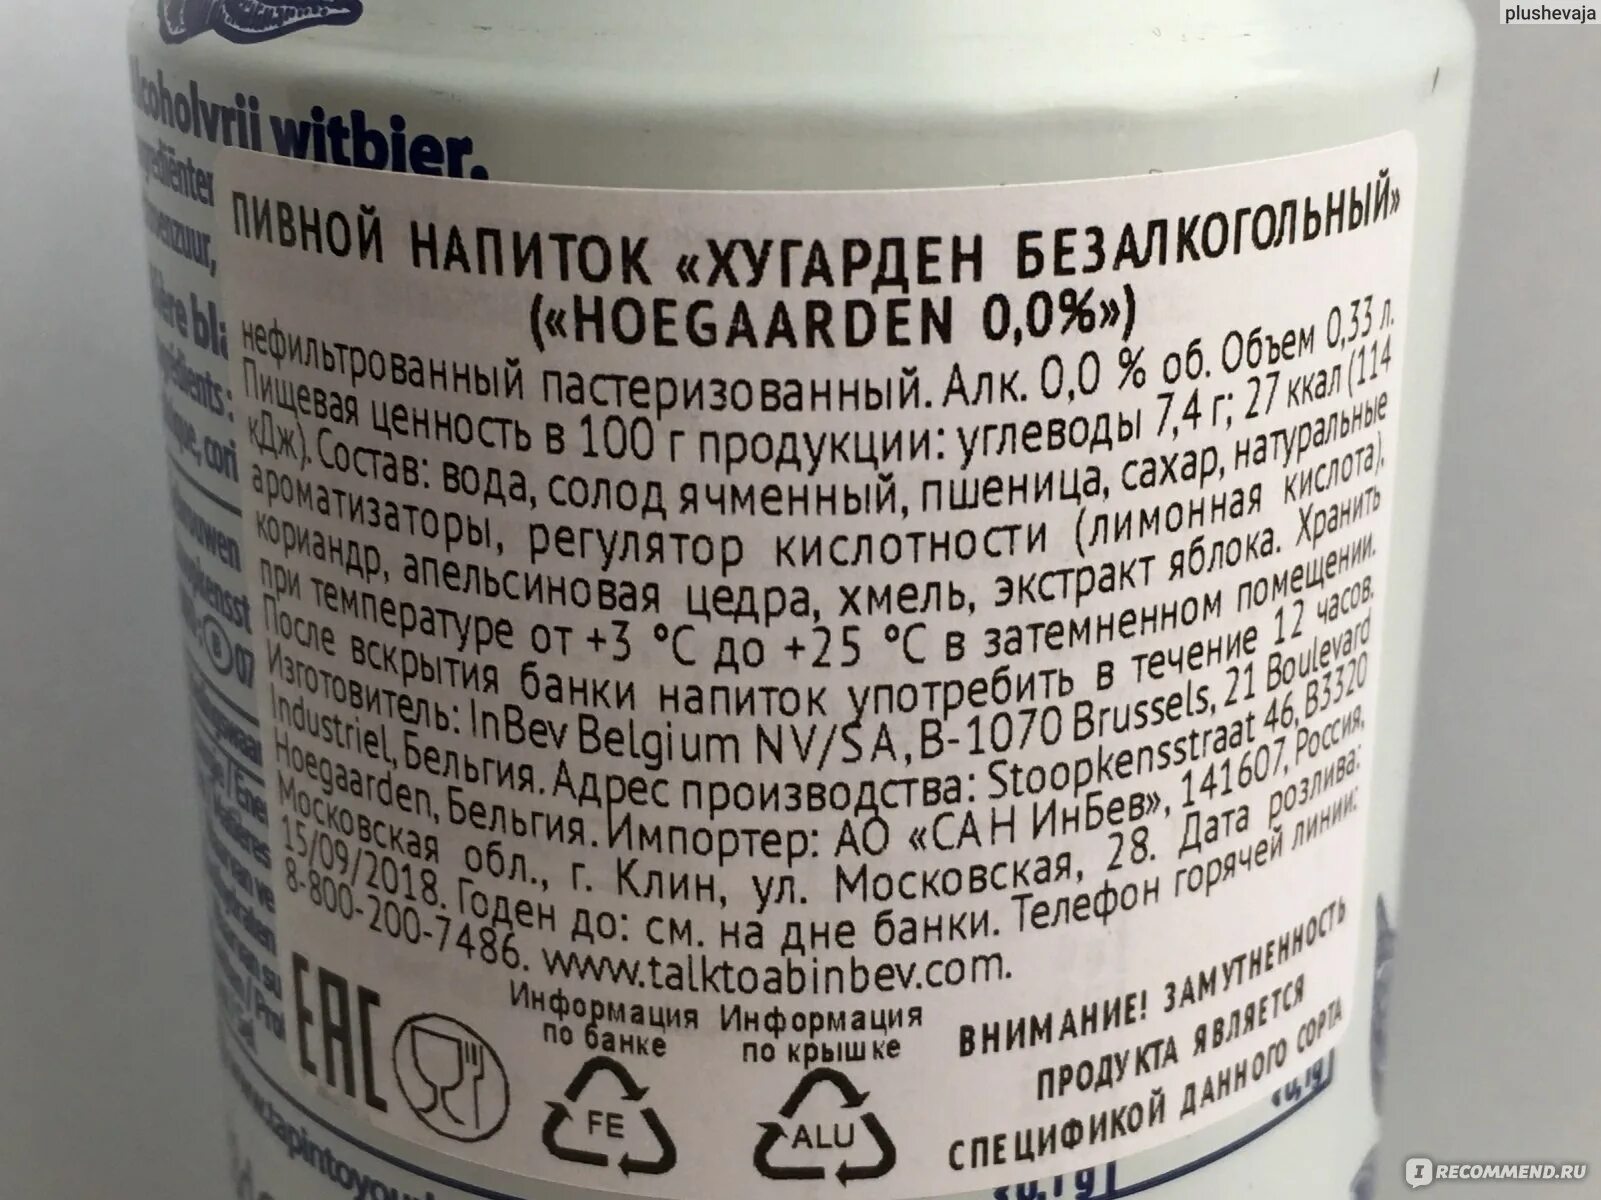 plushevaja
witbier.
ПИВНОЙ НАПИТОК «ХУГАРДЕН БЕЗАЛКОГОЛЬНЫЙ»
(«HOEGAARDEN 0,0%»)
нефильтрованный пастеризованный. Алк. 0,0 % об. Объем 0,33 л.
Пищевая ценность в 100 г продукции: углеводы 7,4 г; 27 ккал (114
кДж). Состав: вода, солод ячменный, пшеница, сахар, натуральные
ароматизаторы, регулятор кислотности (лимонная кислота),
кориандр, апельсиновая цедра, хмель, экстракт яблока. Хранить
при температуре от +3 °С до +25 °С в затемненном помещении.
После вскрытия банки напиток употребить в течение 12 часов.
Изготовитель: InBev Belgium NV/SA, B-1070 Brussels, 21 Boulevard
Industriel, Бельгия. Адрес производства: Stoopkensstraat 46, B3320
Hoegaarden, Бельгия. Импортер: АО «САН ИнБев», 141607, Россия,
Московская обл., г. Клин, ул. Московская, 28. Дата розлива:
15/09/2018. Годен до: см. на дне банки. Телефон горячей линии:
8-800-200-7486. www.talktoabinbev.com.
EAC
Информация
по банке
FE
Информация
по крышке
ALU
ВНИМАНИЕ! ЗАМУТНЕННОСТЬ
ПРОДУКТА ЯВЛЯЕТСЯ
СПЕЦИФИКОЙ ДАННОГО СОРТА
IRECOMMEND.RU